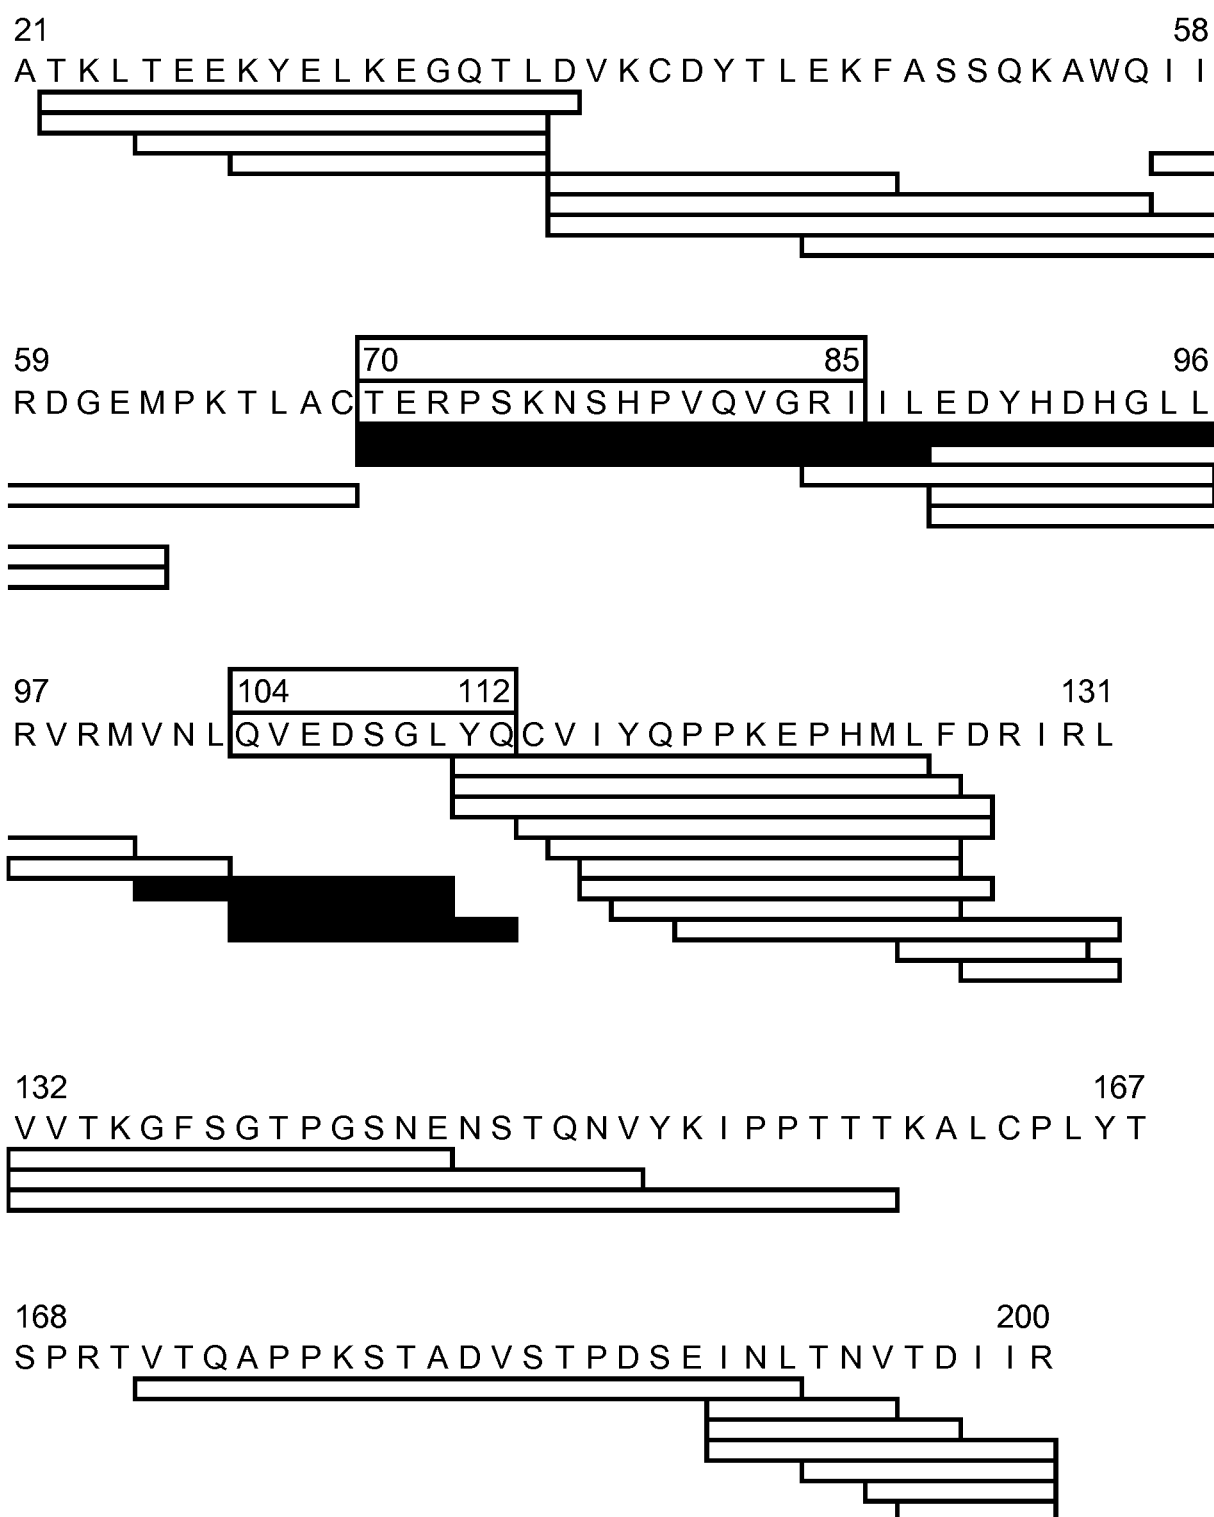 21 58
A T K L T E E K Y E L K E G Q T L D V K C D Y T L E K F A S S Q K A W Q I I
59 70 85 96
R D G E M P K T L A C T E R P S K N S H P V Q V G R I I L E D Y H D H G L L
97 104 112 131
R V R M V N L Q V E D S G L Y Q C V I Y Q P P K E P H M L F D R I R L
132 167
V V T K G F S G T P G S N E N S T Q N V Y K I P P T T T K A L C P L Y T
168 200
S P R T V T Q A P P K S T A D V S T P D S E I N L T N V T D I I R